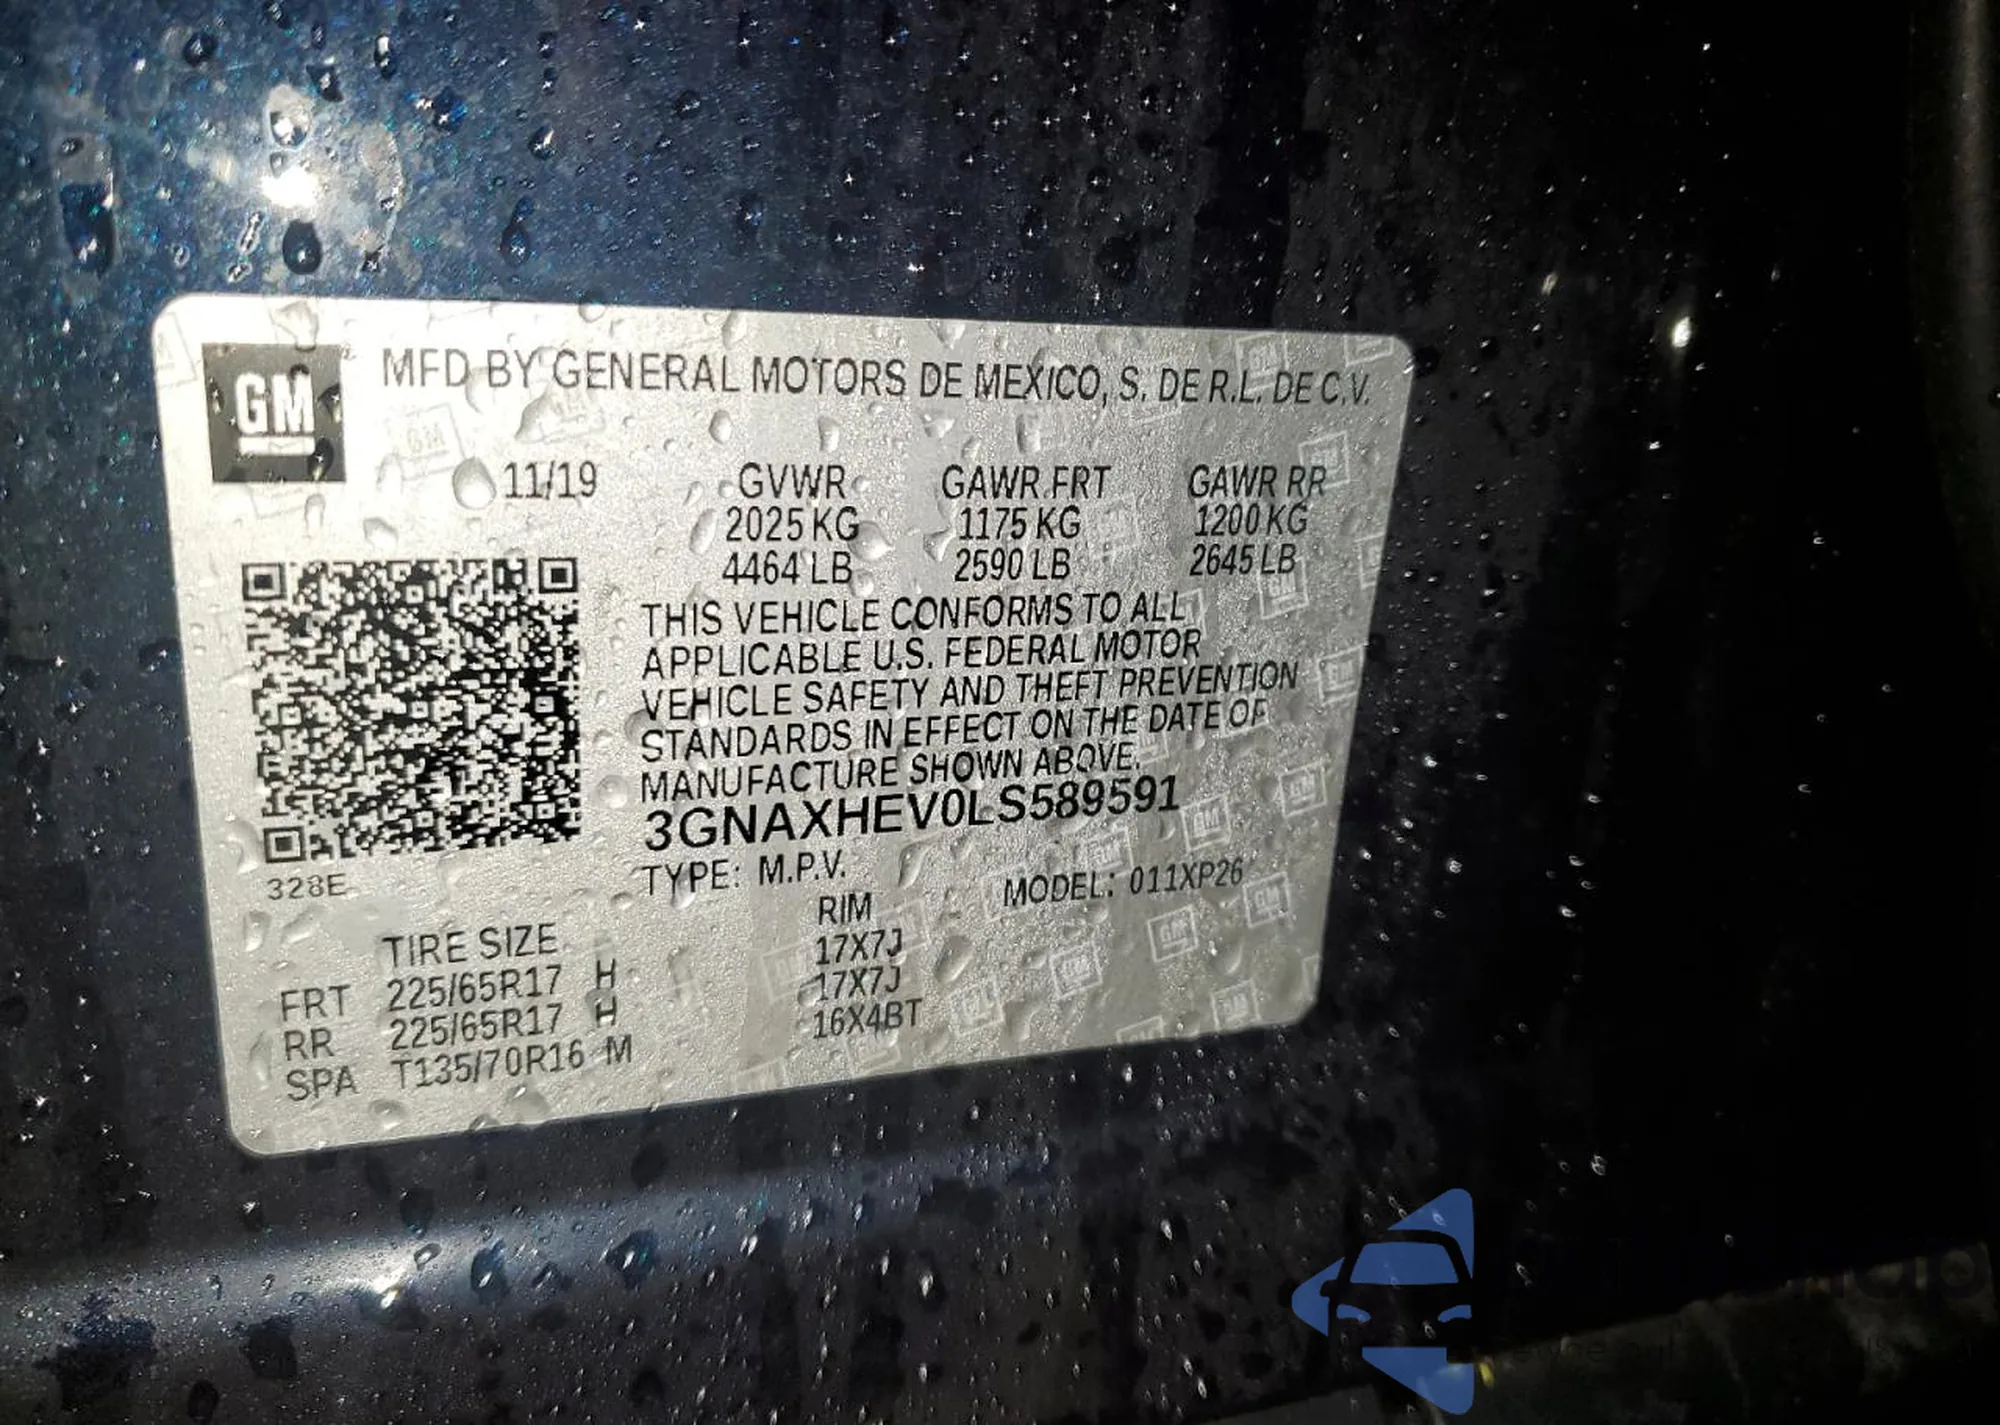 GM
MFD BY GENERAL MOTORS DE MEXICO, S. DE R.L. DE C.V.
11/19 GVWR GAWR FRT GAWR RR
2025 KG 1175 KG 1200 KG
4464 LB 2590 LB 2645 LB
THIS VEHICLE CONFORMS TO ALL
APPLICABLE U.S. FEDERAL MOTOR
VEHICLE SAFETY AND THEFT PREVENTION
STANDARDS IN EFFECT ON THE DATE OF
MANUFACTURE SHOWN ABOVE.
3GNAXHEV0LS589591
328E
TYPE: M.P.V. MODEL: 011XP26
TIRE SIZE RIM
FRT 225/65R17 H 17X7J
RR 225/65R17 H 17X7J
SPA T135/70R16 M 16X4BT